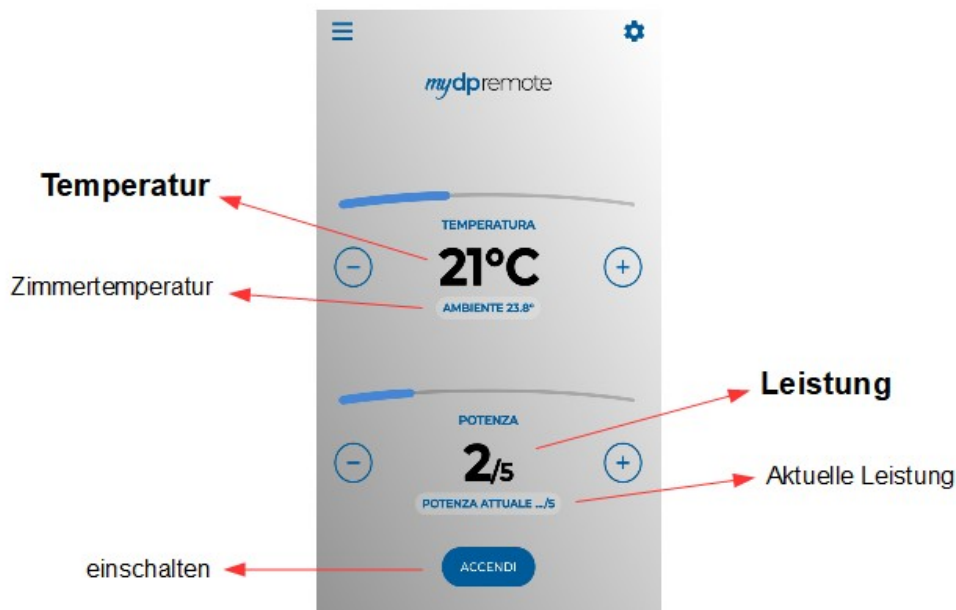 mydpremote
Temperatur
TEMPERATURA
21°C
Zimmertemperatur
AMBIENTE 23.8°
Leistung
POTENZA
2/5
Aktuelle Leistung
POTENZA ATTUALE .../5
einschalten
ACCENDI